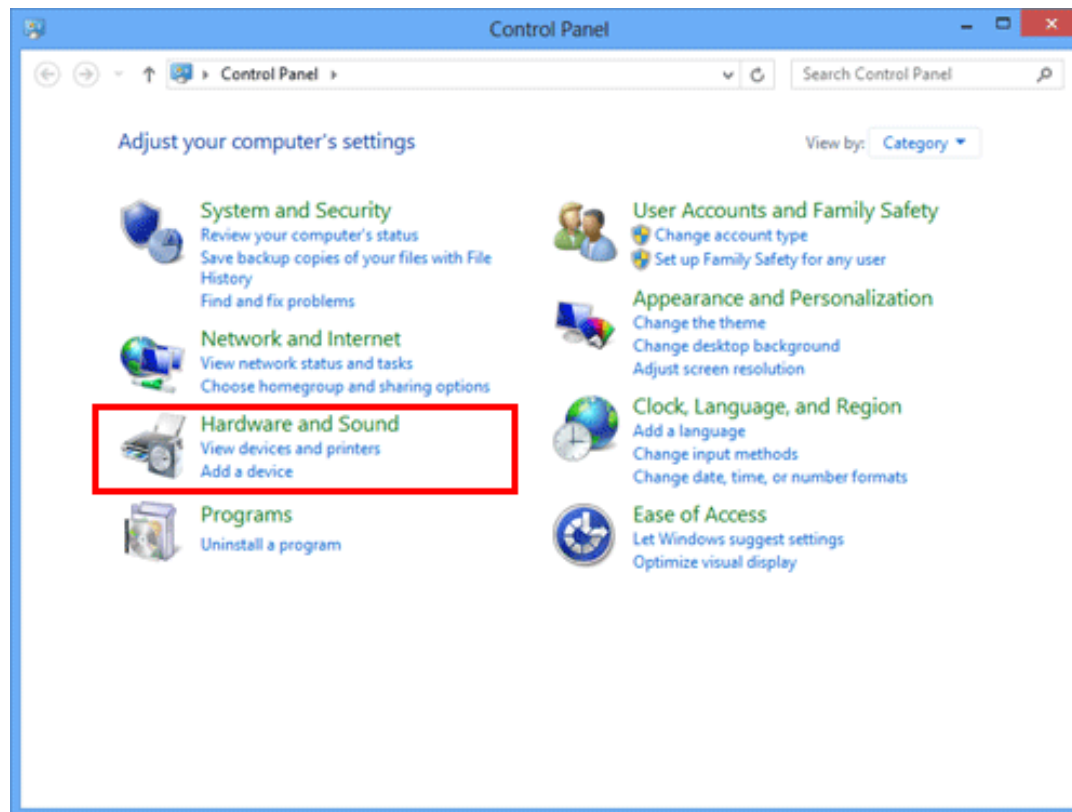 Control Panel
Control Panel
Search Control Panel
Adjust your computer's settings
View by: Category
System and Security
Review your computer's status
Save backup copies of your files with File
History
Find and fix problems
Network and Internet
View network status and tasks
Choose homegroup and sharing options
Hardware and Sound
View devices and printers
Add a device
Programs
Uninstall a program
User Accounts and Family Safety
Change account type
Set up Family Safety for any user
Appearance and Personalization
Change the theme
Change desktop background
Adjust screen resolution
Clock, Language, and Region
Add a language
Change input methods
Change date, time, or number formats
Ease of Access
Let Windows suggest settings
Optimize visual display